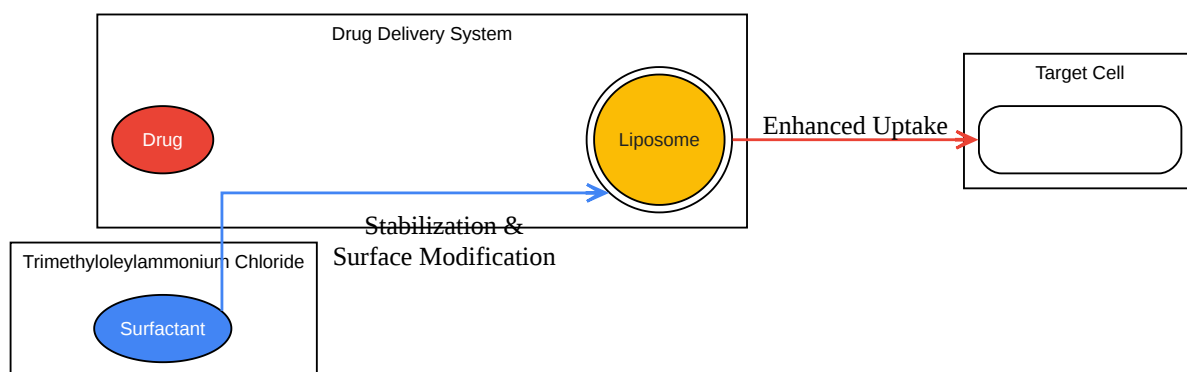 Drug Delivery System
Target Cell
Drug
Liposome
Enhanced Uptake
Stabilization &
Surface Modification
Trimethyloleylammonium Chloride
Surfactant